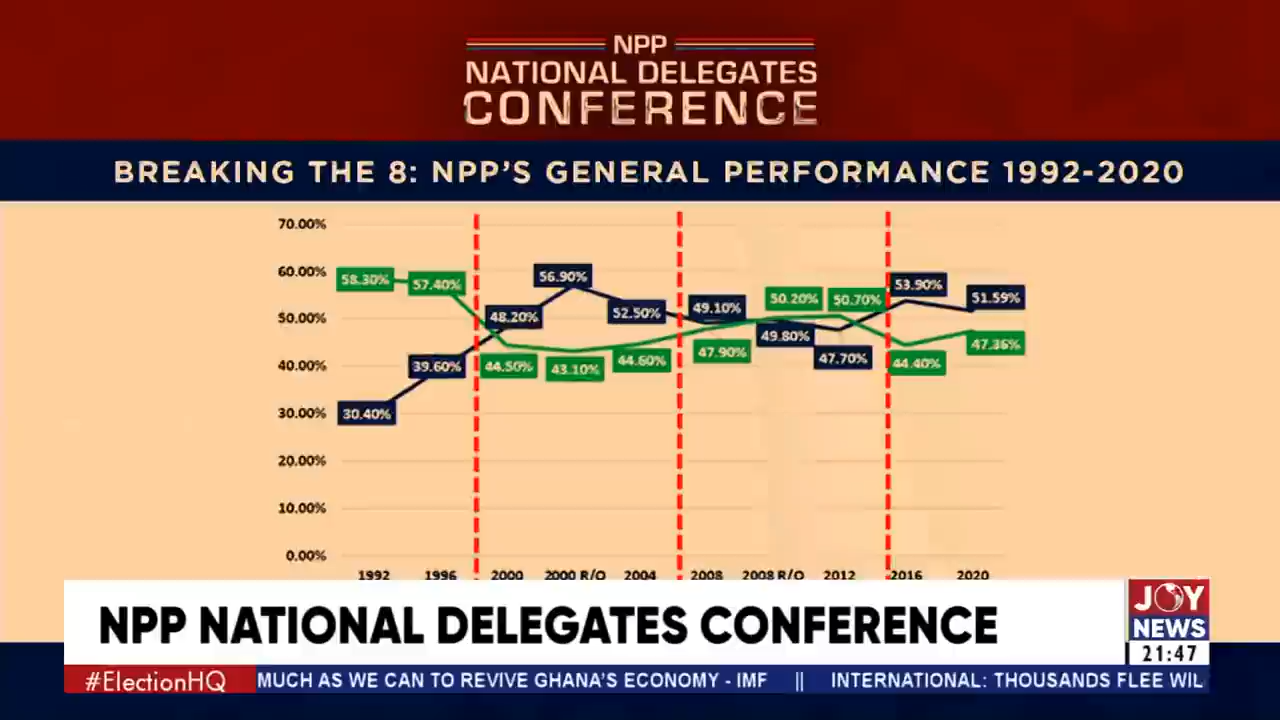 NPP
NATIONAL DELEGATES
CONFERENCE
BREAKING THE 8: NPP'S GENERAL PERFORMANCE 1992-2020
70.00%
60.00%
50.00%
40.00%
30.00%
20.00%
10.00%
0.00%
58.30% 57.40% 44.50% 43.10% 44.60% 47.90% 50.20% 50.70% 44.40% 47.36%
30.40% 39.60% 48.20% 56.90% 52.50% 49.10% 49.80% 47.70% 53.90% 51.59%
1992 1996 2000 2000 R/O 2004 2008 2008 R/O 2012 2016 2020
NPP NATIONAL DELEGATES CONFERENCE
JOY
NEWS
21:47
#ElectionHQ MUCH AS WE CAN TO REVIVE GHANA'S ECONOMY - IMF || INTERNATIONAL: THOUSANDS FLEE WIL